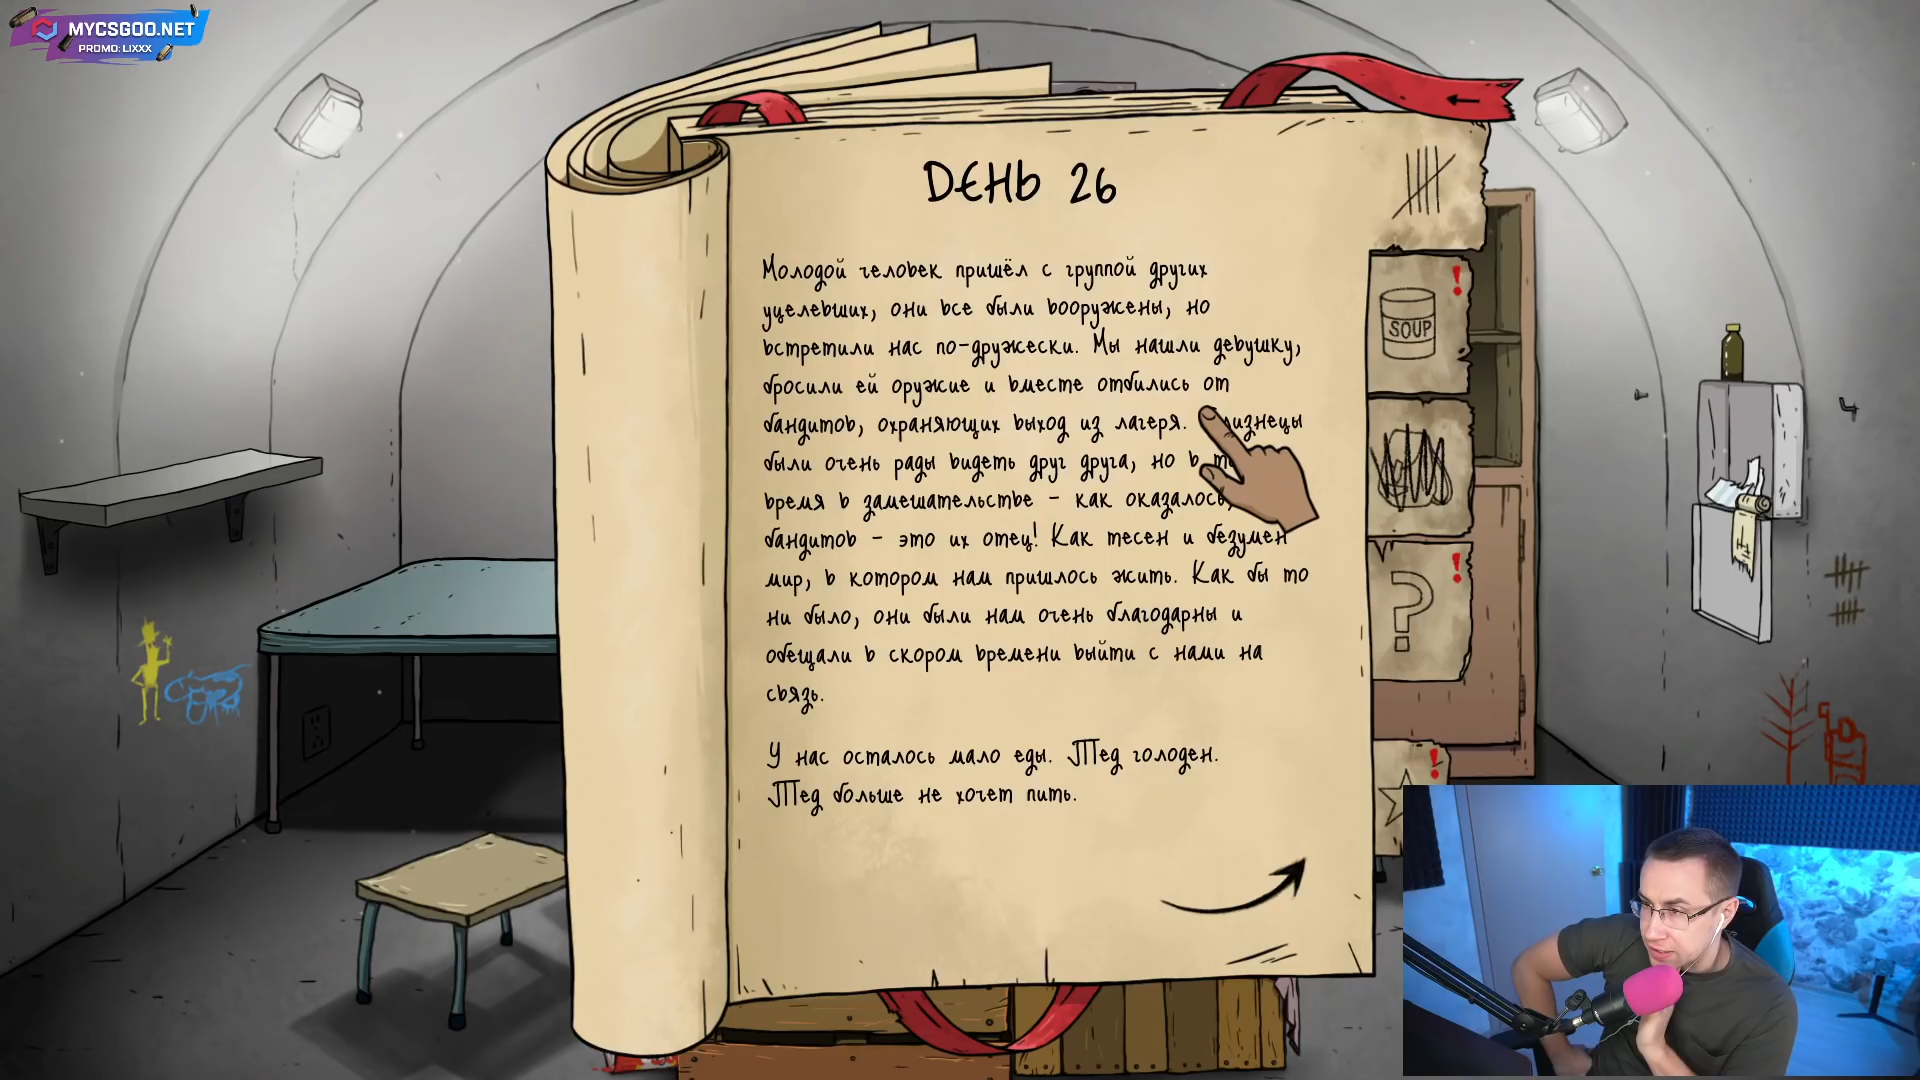 MYCSGOO.NET
PROMO: LIXXX
ДЕНЬ 26
Молодой человек пришёл с группой других
уцелевших, они все были вооружены, но
встретили нас по-дружески. Мы нашли девушку,
бросили ей оружие и вместе отбились от
бандитов, охраняющих выход из лагеря.
были очень рады видеть друг друга, но в
время в замешательстве - как оказалось,
бандитов - это их отец! Как тесен и безумен
мир, в котором нам пришлось жить. Как бы то
ни было, они были нам очень благодарны и
обещали в скором времени выйти с нами на
связь.
У нас осталось мало еды. Тед голоден.
Тед больше не хочет пить.
SOUP
!
!
?
!